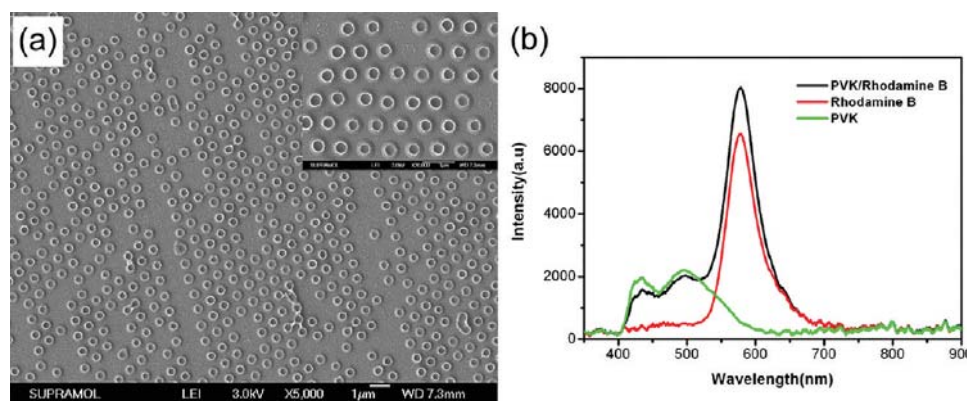 (a)
SUPRAMOL LEI 3.0kV X5,000 1μm WD 7.3mm
(b)
Intensity(a.u)
8000
6000
4000
2000
0
PVK/Rhodamine B
Rhodamine B
PVK
400 500 600 700 800 900
Wavelength(nm)